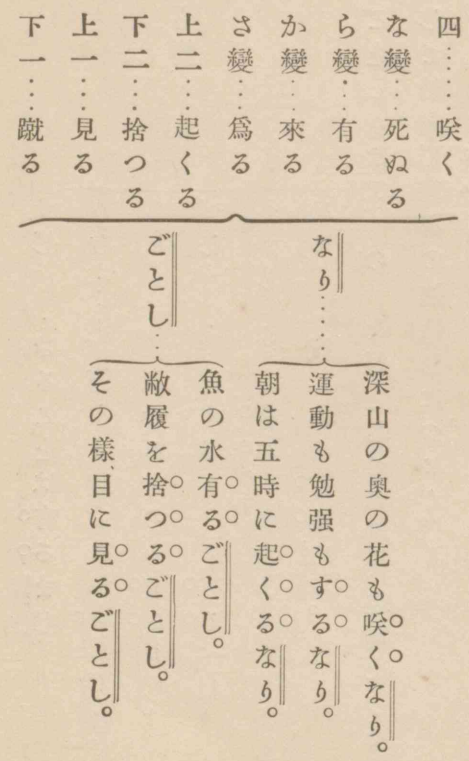 四……咲く
な變…死ぬる
ら變…有る
か變…來る
さ變…爲る
上二…起くる
下二…捨つる
上一…見る
下一…蹴る
なり……
深山の奧の花も咲くなり。
運動も勉强もするなり。
朝は五時に起くるなり。
ごとし…
魚の水有るごとし。
敝履を捨つるごとし。
その樣、目に見るごとし。